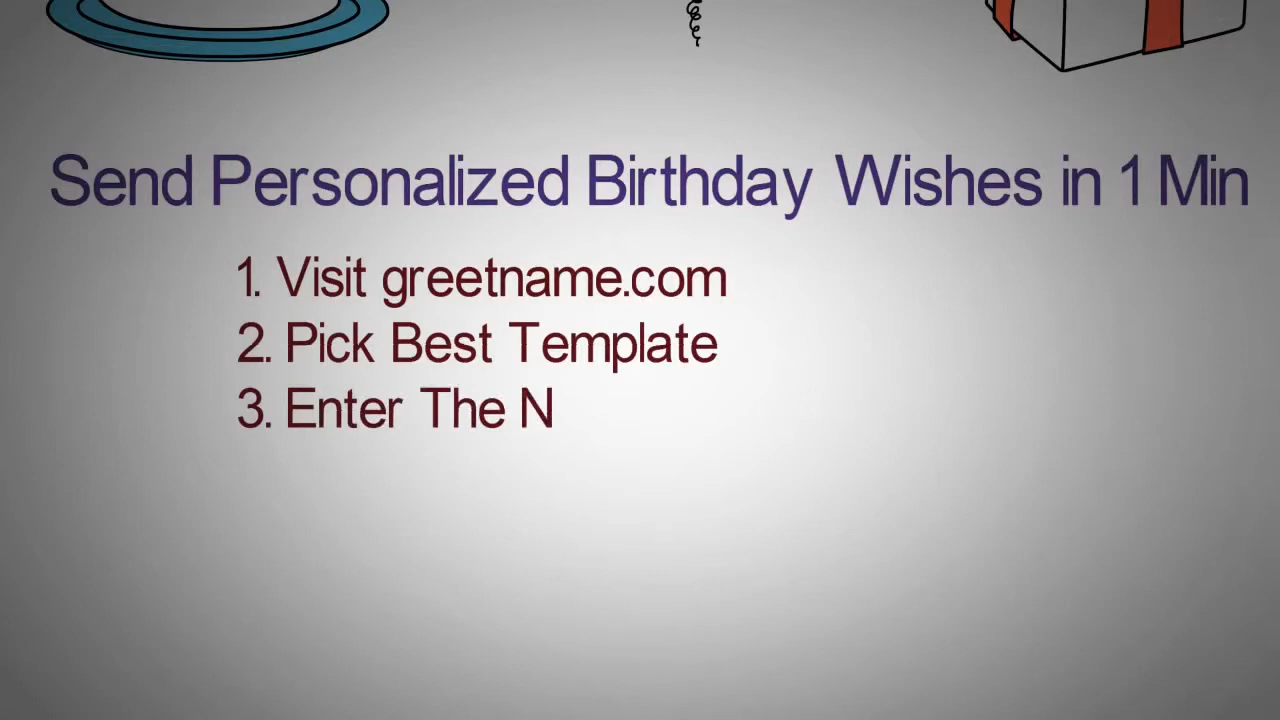 Send Personalized Birthday Wishes in 1 Min
1. Visit greetname.com
2. Pick Best Template
3. Enter The N